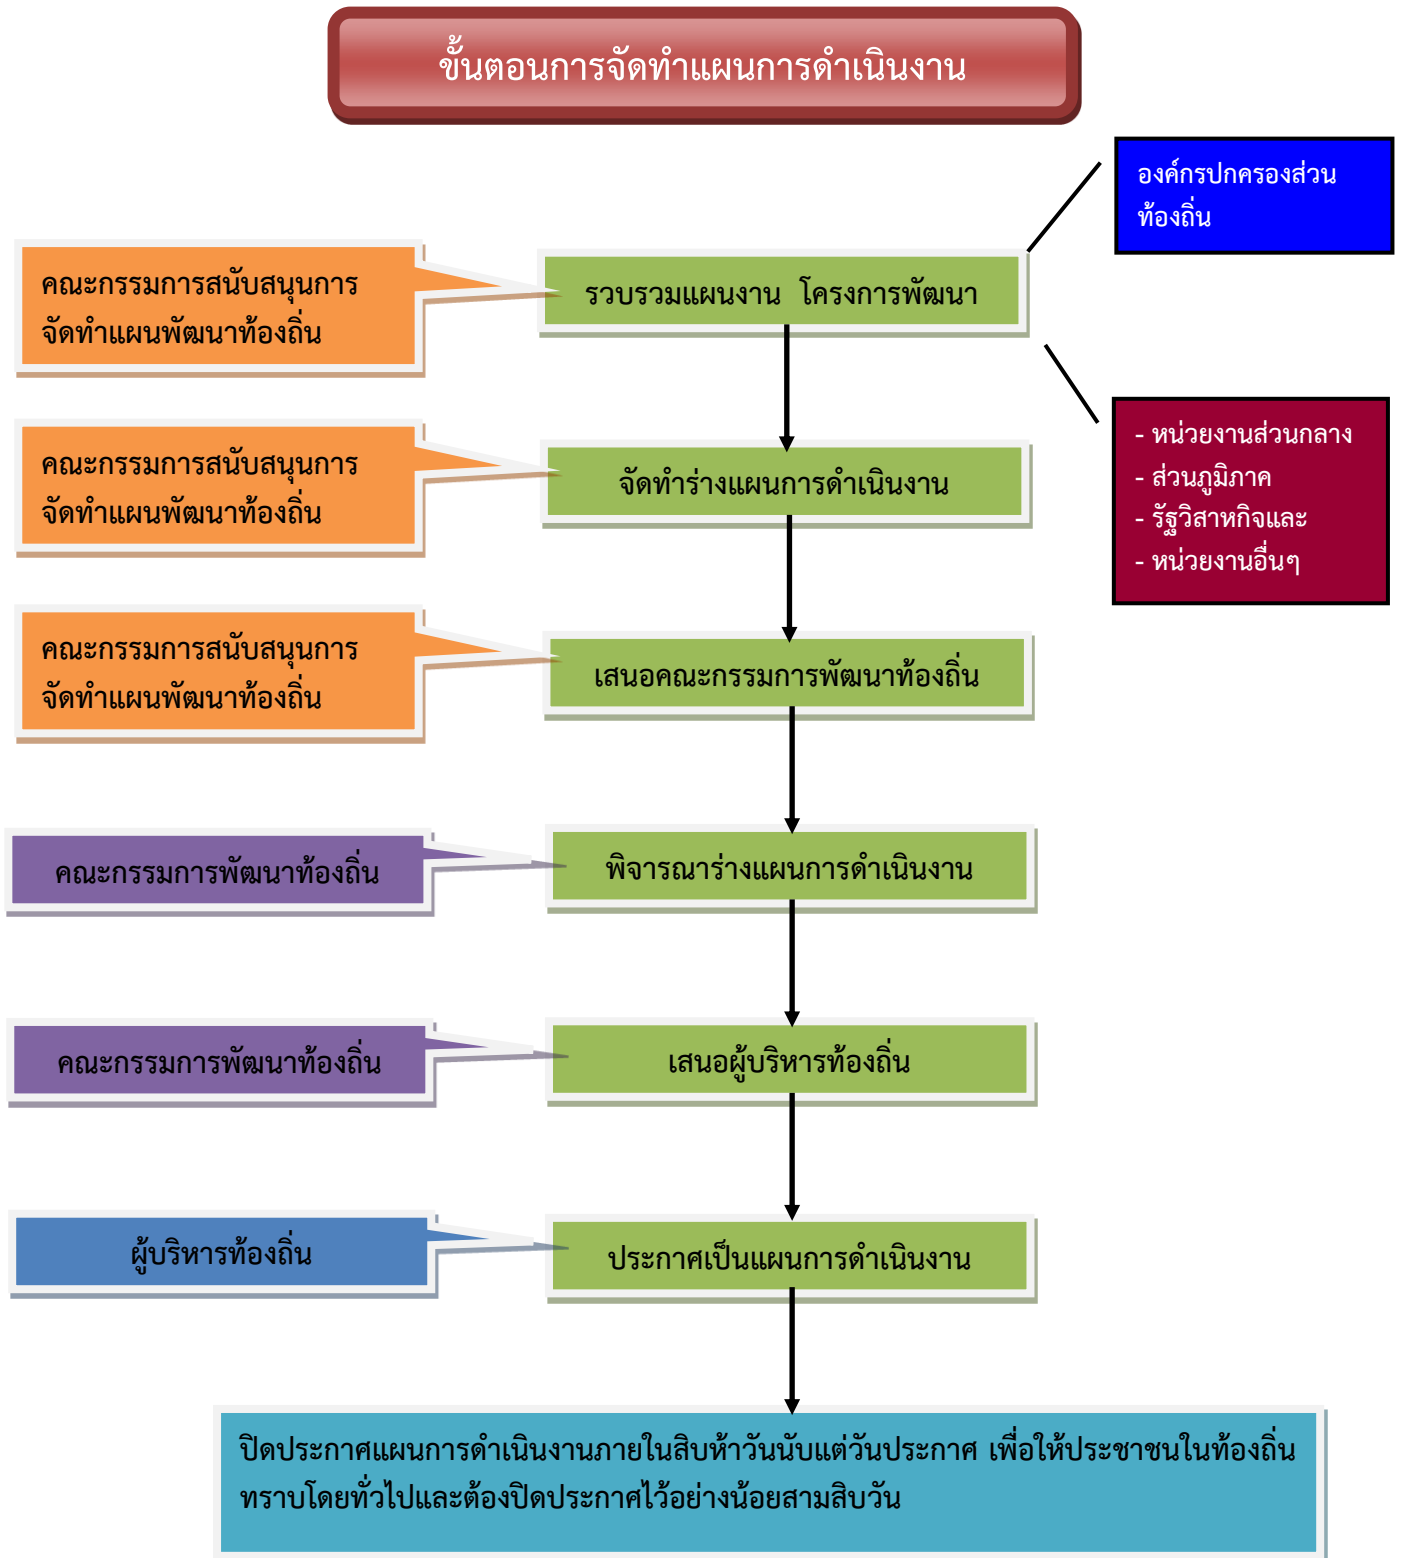 ขั้นตอนการจัดทำแผนการดำเนินงาน
องค์กรปกครองส่วน
ท้องถิ่น
คณะกรรมการสนับสนุนการ
จัดทำแผนพัฒนาท้องถิ่น
รวบรวมแผนงาน โครงการพัฒนา
- หน่วยงานส่วนกลาง
- ส่วนภูมิภาค
- รัฐวิสาหกิจและ
- หน่วยงานอื่นๆ
คณะกรรมการสนับสนุนการ
จัดทำแผนพัฒนาท้องถิ่น
จัดทำร่างแผนการดำเนินงาน
คณะกรรมการสนับสนุนการ
จัดทำแผนพัฒนาท้องถิ่น
เสนอคณะกรรมการพัฒนาท้องถิ่น
คณะกรรมการพัฒนาท้องถิ่น
พิจารณาร่างแผนการดำเนินงาน
คณะกรรมการพัฒนาท้องถิ่น
เสนอผู้บริหารท้องถิ่น
ผู้บริหารท้องถิ่น
ประกาศเป็นแผนการดำเนินงาน
ปิดประกาศแผนการดำเนินงานภายในสิบห้าวันนับแต่วันประกาศ เพื่อให้ประชาชนในท้องถิ่น
ทราบโดยทั่วไปและต้องปิดประกาศไว้อย่างน้อยสามสิบวัน